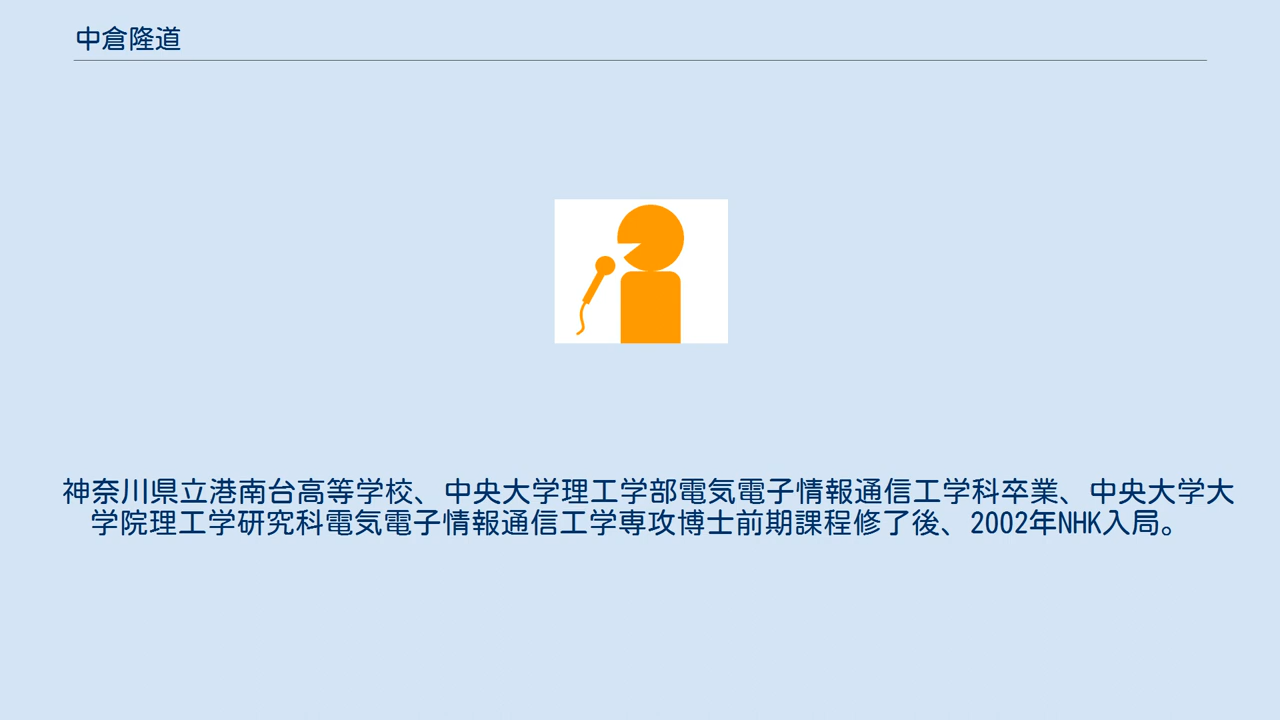 中倉隆道
神奈川県立港南台高等学校、中央大学理工学部電気電子情報通信工学科卒業、中央大学大
学院理工学研究科電気電子情報通信工学専攻博士前期課程修了後、2002年NHK入局。